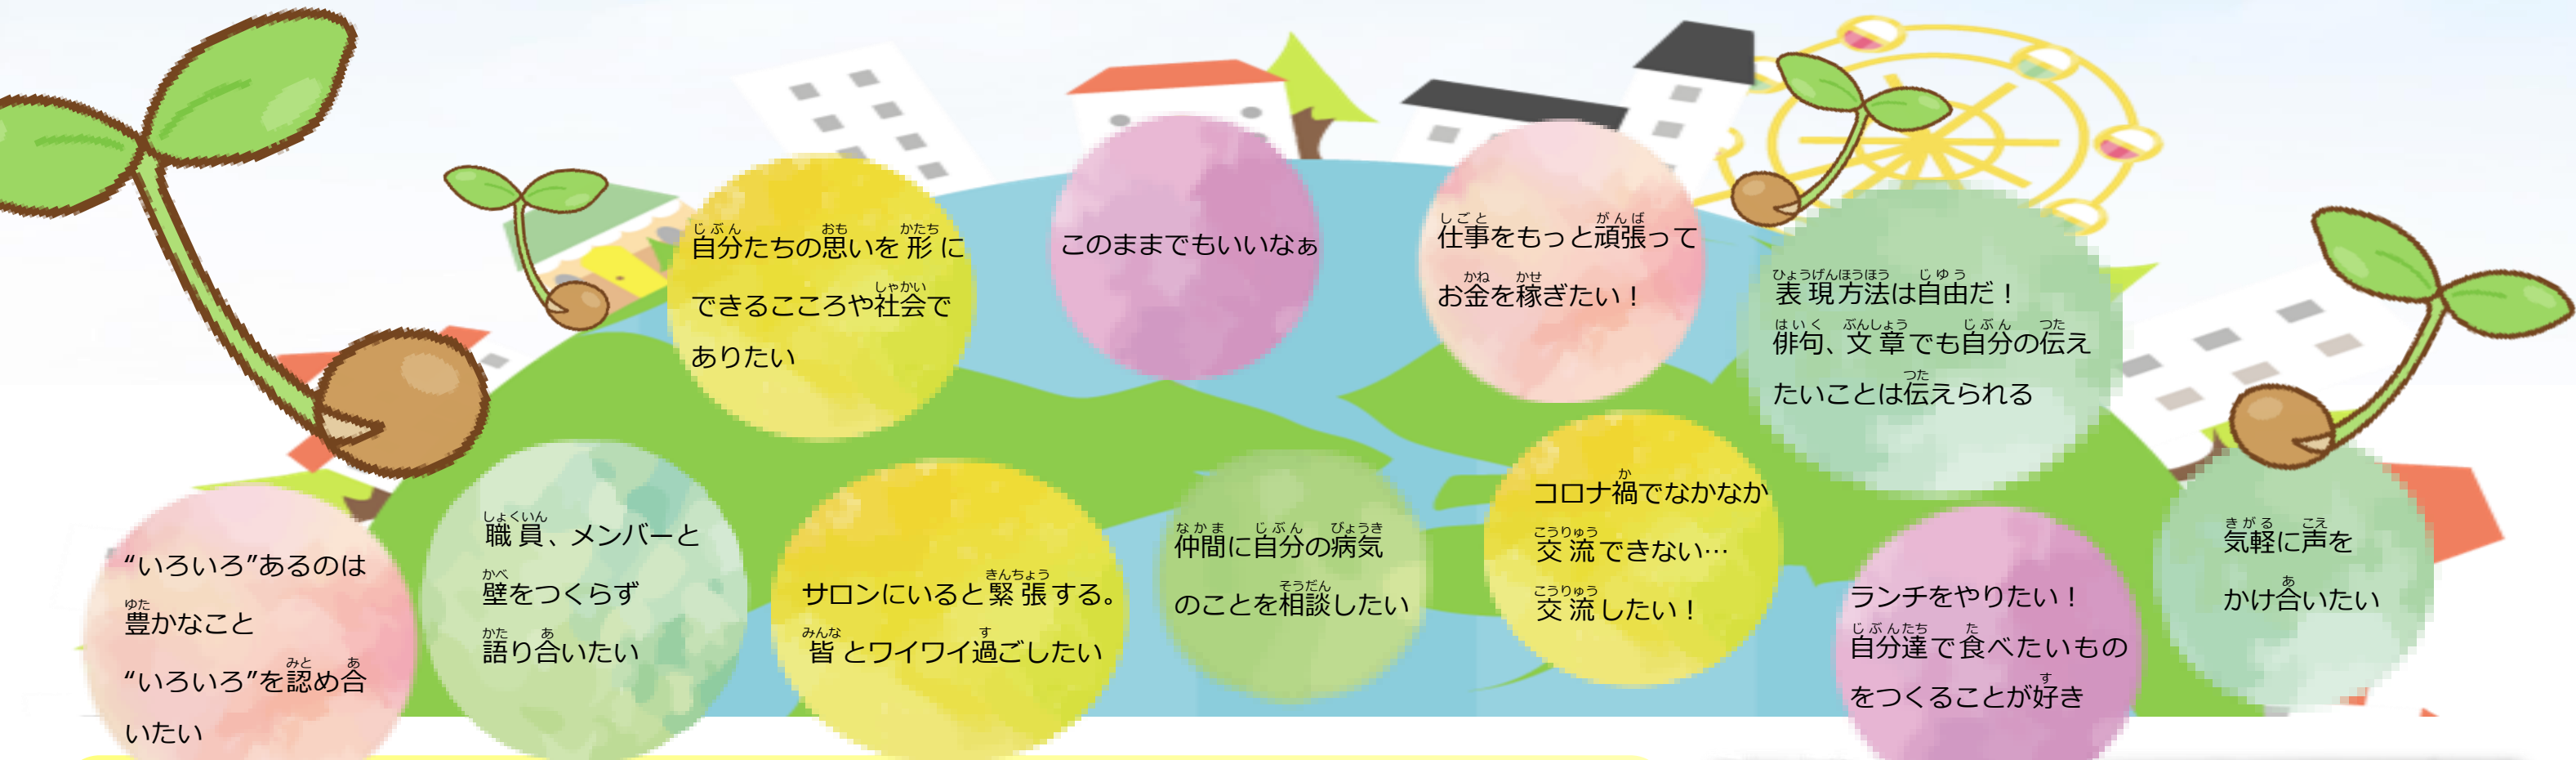 自分たちの思いを形に
できるこころや社会で
ありたい
このままでもいいなぁ
仕事をもっと頑張って
お金を稼ぎたい！
表現方法は自由だ！
俳句、文章でも自分の伝え
たいことは伝えられる
“いろいろ”あるのは
豊かなこと
“いろいろ”を認め合
いたい
職員、メンバーと
壁をつくらず
語り合いたい
サロンにいると緊張する。
皆とワイワイ過ごしたい
仲間に自分の病気
のことを相談したい
コロナ禍でなかなか
交流できない…
交流したい！
ランチをやりたい！
自分達で食べたいもの
をつくることが好き
気軽に声を
かけ合いたい